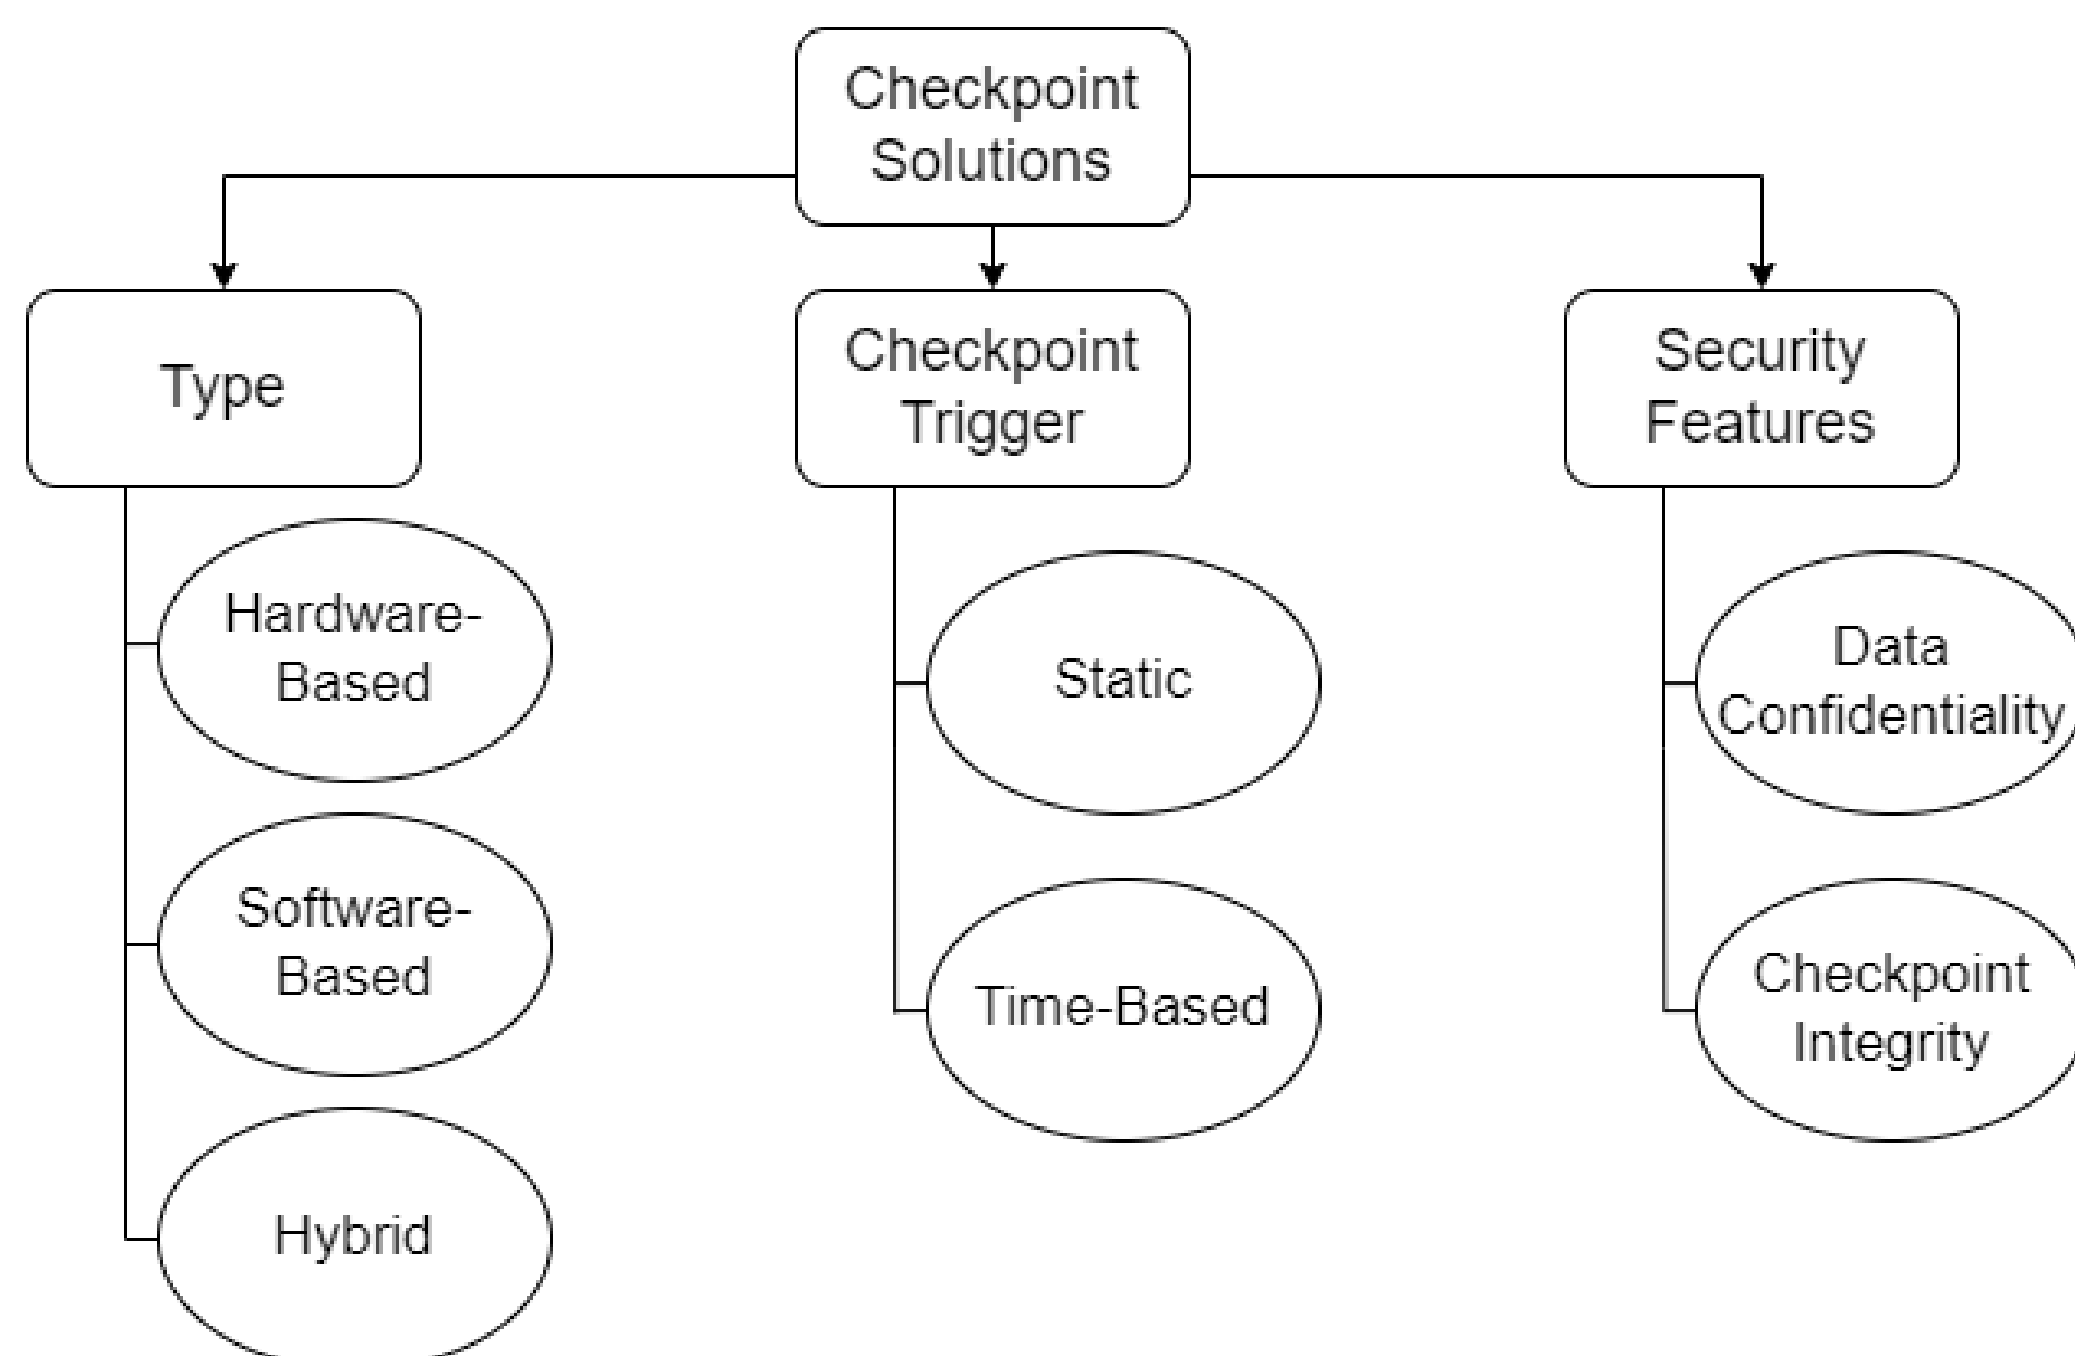 Checkpoint
Solutions
Type
Checkpoint
Trigger
Security
Features
Hardware-
Based
Software-
Based
Hybrid
Static
Time-Based
Data
Confidentiality
Checkpoint
Integrity